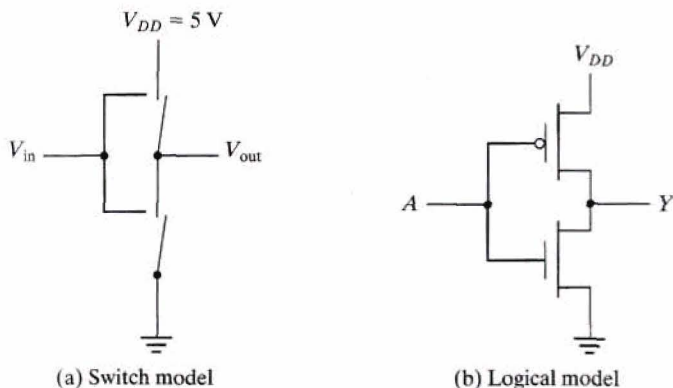 V_DD = 5 V
V_in
V_out
(a) Switch model
V_DD
A
Y
(b) Logical model